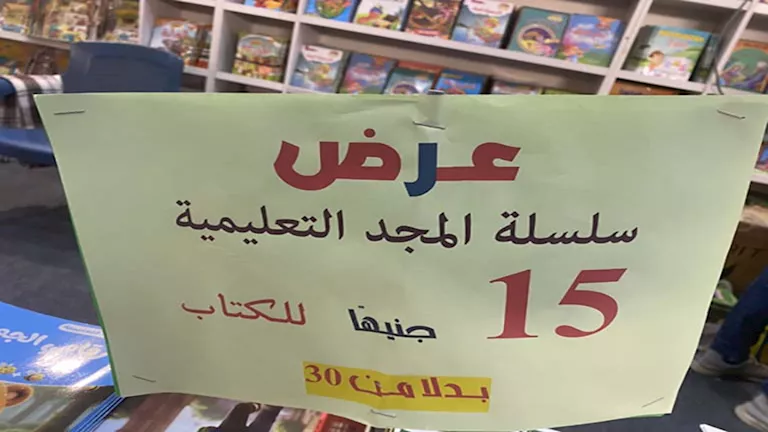 عرض
سلسلة المجد التعليمية
15 جنيهًا للكتاب
بدلا من 30